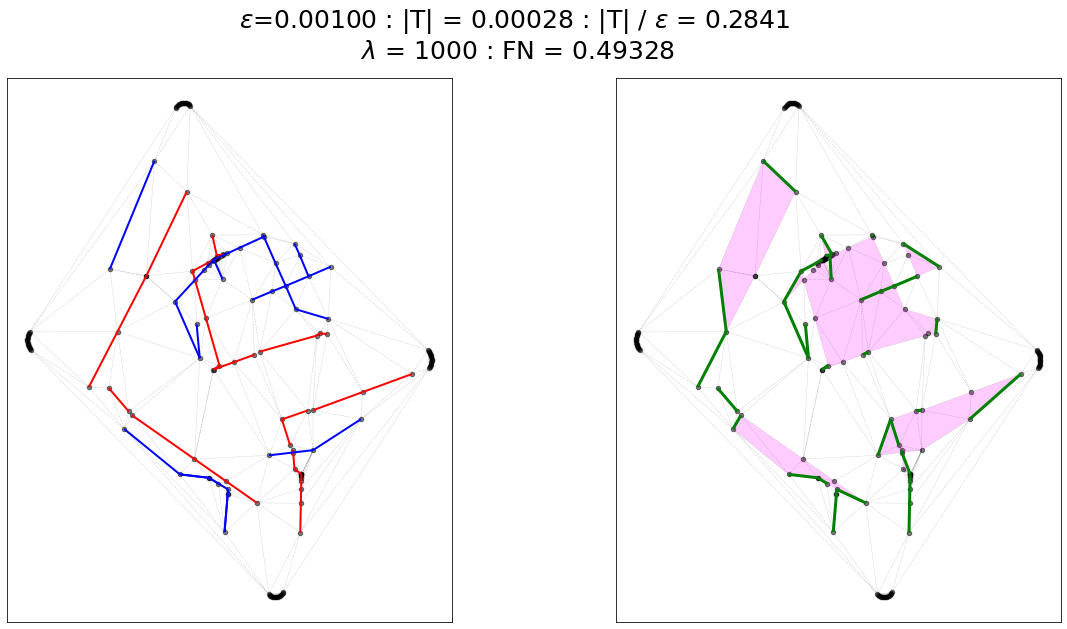 ε=0.00100 : |T| = 0.00028 : |T| / ε = 0.2841
λ = 1000 : FN = 0.49328